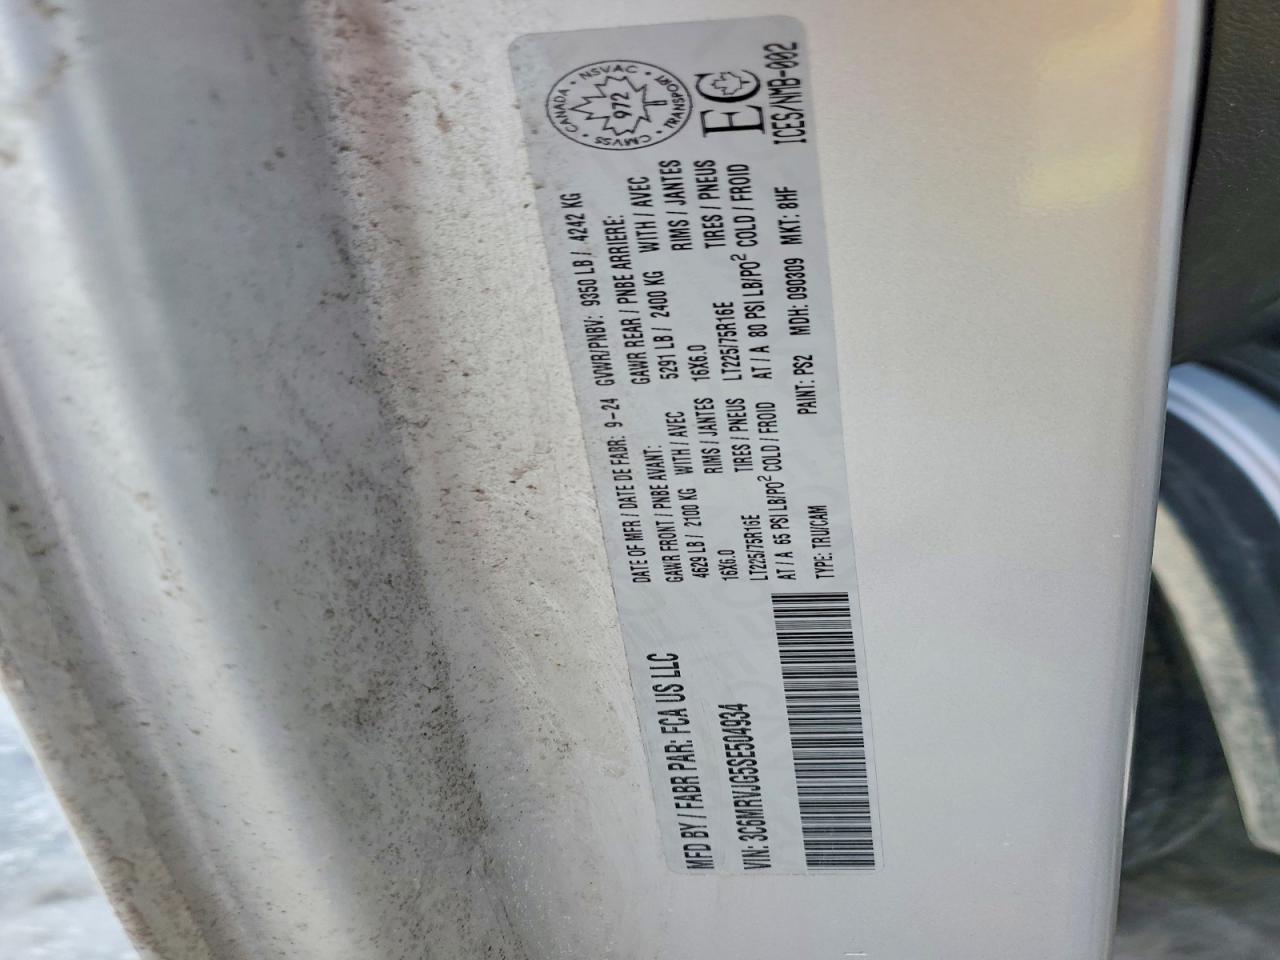 MFD BY / FABR PAR: FCA US LLC
DATE OF MFR / DATE DE FABR: 9-24 GVWR/PNBV: 9350 LB / 4242 KG
GAWR FRONT / PNBE AVANT: GAWR REAR / PNBE ARRIERE:
4629 LB / 2100 KG WITH / AVEC 5291 LB / 2400 KG WITH / AVEC
16X6.0 RIMS / JANTES 16X6.0 RIMS / JANTES
LT225/75R16E TIRES / PNEUS LT225/75R16E TIRES / PNEUS
AT / A 65 PSI LB/PO² COLD / FROID AT / A 80 PSI LB/PO² COLD / FROID
VIN: 3C6MRVJG5SE504934
TYPE: TRU/CAM PAINT: PS2 MDH: 090309 MKT: 8HF
CANADA • NSVAC • TRANSPORT • CMVSS
972
EC
ICES/NMB-002